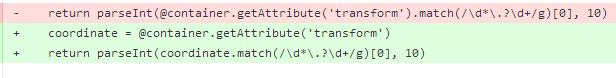 - return parseInt(@container.getAttribute('transform').match(/\d*\.?\d+/g)[0], 10)
+ coordinate = @container.getAttribute('transform')
+ return parseInt(coordinate.match(/\d*\.?\d+/g)[0], 10)